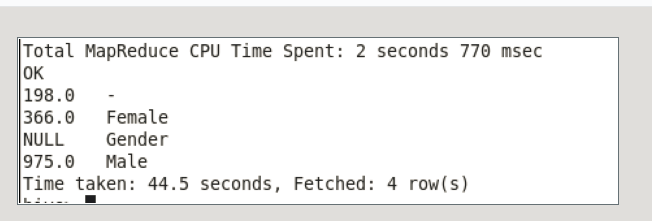 Total MapReduce CPU Time Spent: 2 seconds 770 msec
OK
198.0   -
366.0   Female
NULL    Gender
975.0   Male
Time taken: 44.5 seconds, Fetched: 4 row(s)